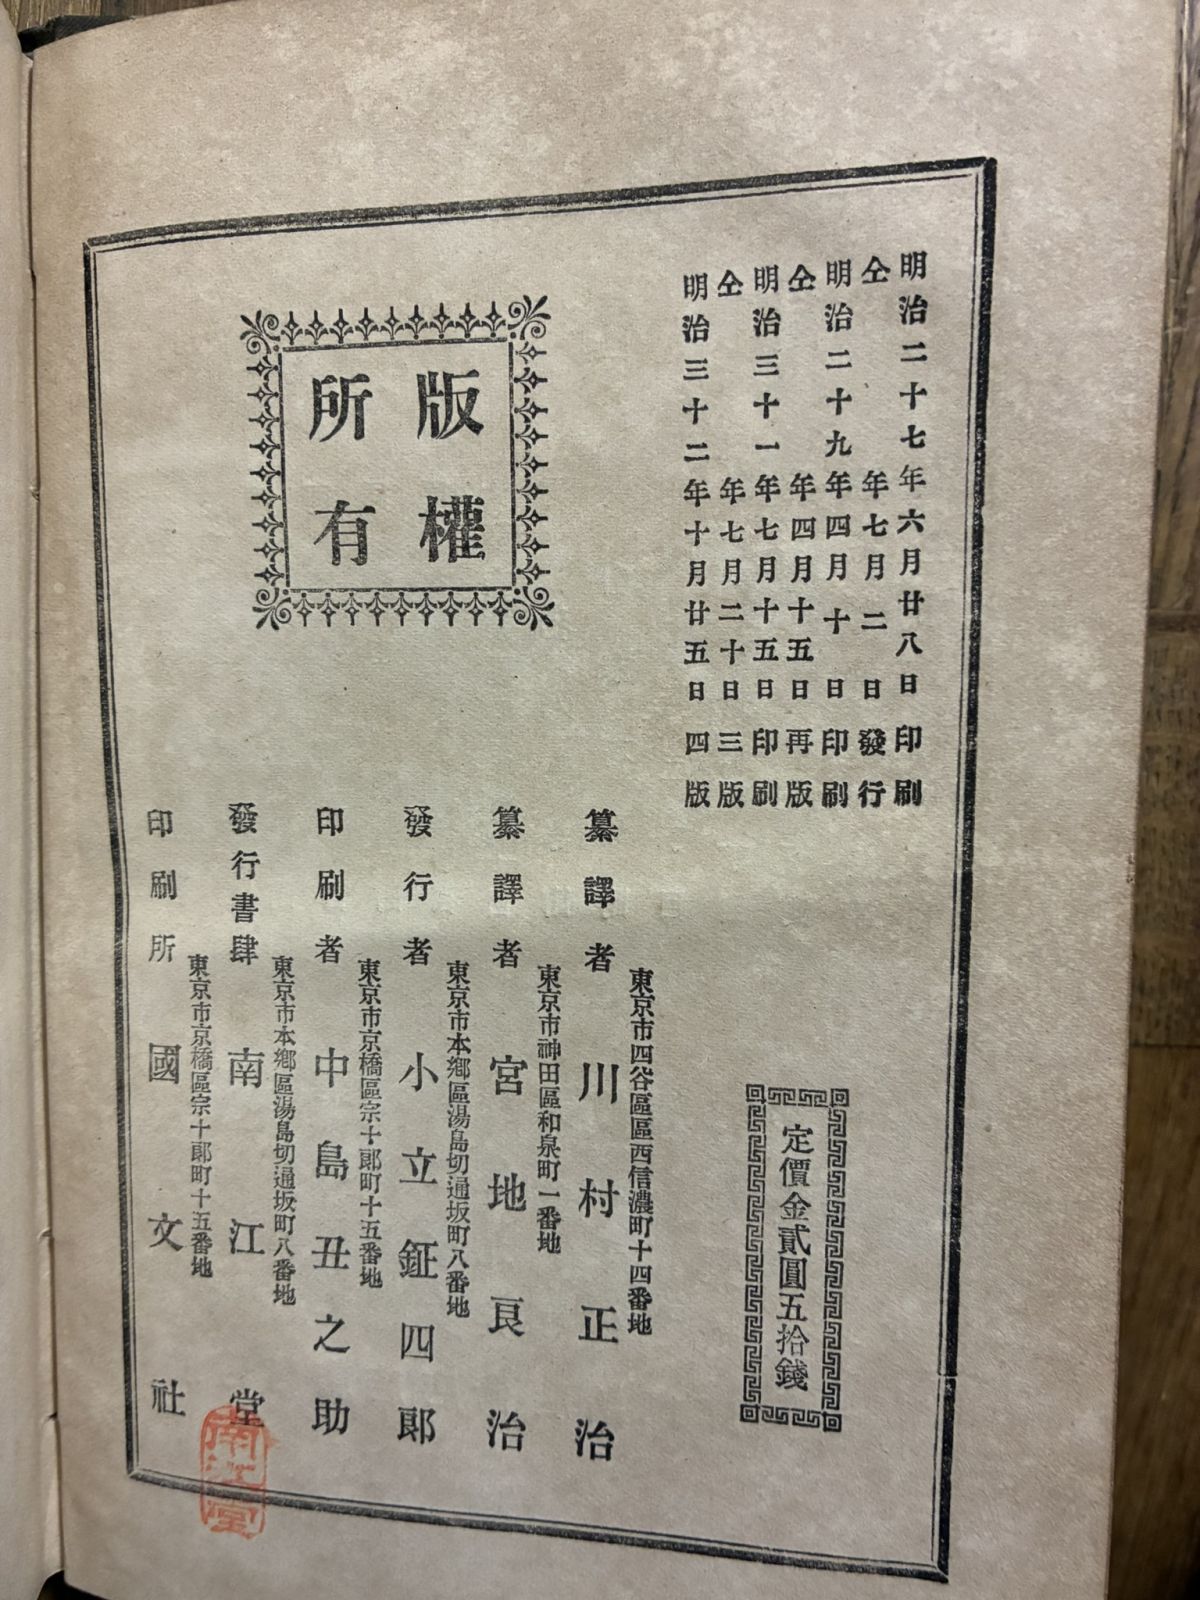 明治二十七年六月廿八日印刷
仝年七月二日發行
明治二十九年四月十日印刷
仝年四月十五日再版
明治三十一年七月十五日印刷
仝年七月二十日三版
明治三十二年十月廿五日四版
定價金貳圓五拾錢
版權
所有
東京市四谷區區西信濃町十四番地
纂譯者川村正治
東京市神田區和泉町一番地
纂譯者宮地良治
東京市本鄉區湯島切通坂町八番地
發行者小立鉦四郎
東京市京橋區宗十郎町十五番地
印刷者中島丑之助
東京市本鄉區湯島切通坂町八番地
發行書肆南江堂
東京市京橋區宗十郎町十五番地
印刷所國文社
南江堂